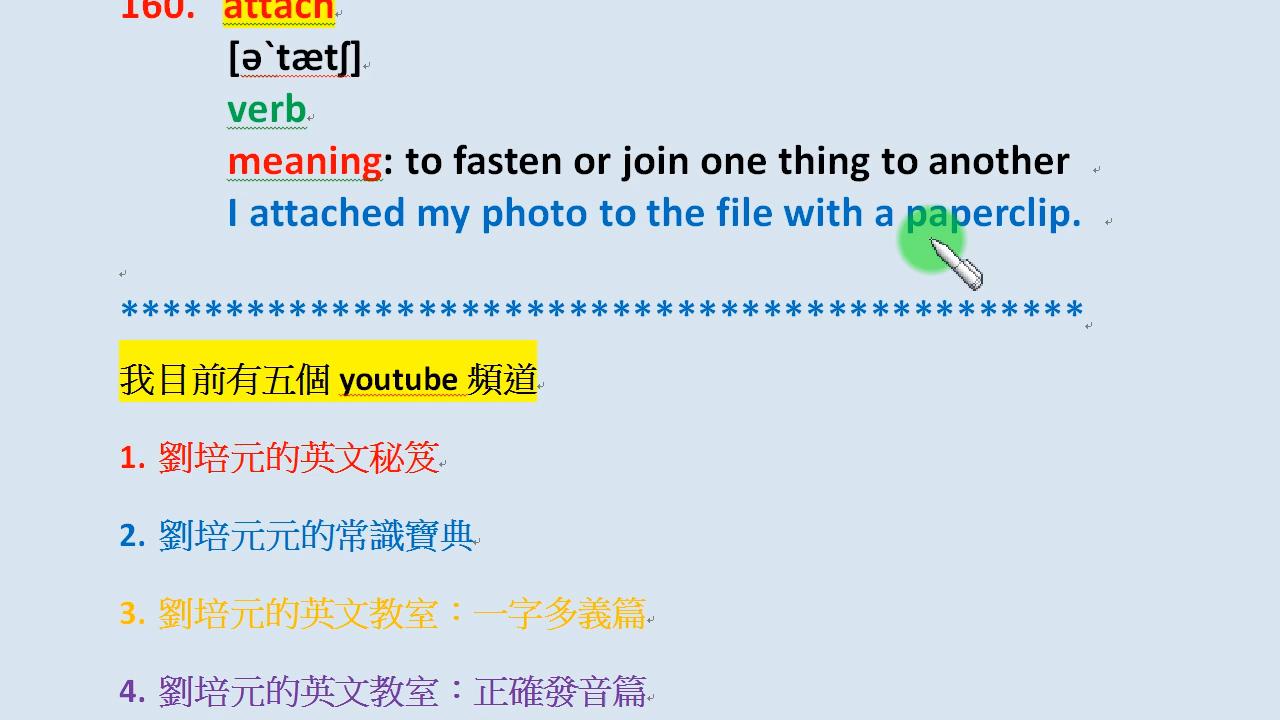 160. attach
[ə`tætʃ]
verb
meaning: to fasten or join one thing to another
I attached my photo to the file with a paperclip.
*********************************************
我目前有五個 youtube 頻道
1. 劉培元的英文秘笈
2. 劉培元元的常識寶典
3. 劉培元的英文教室：一字多義篇
4. 劉培元的英文教室：正確發音篇